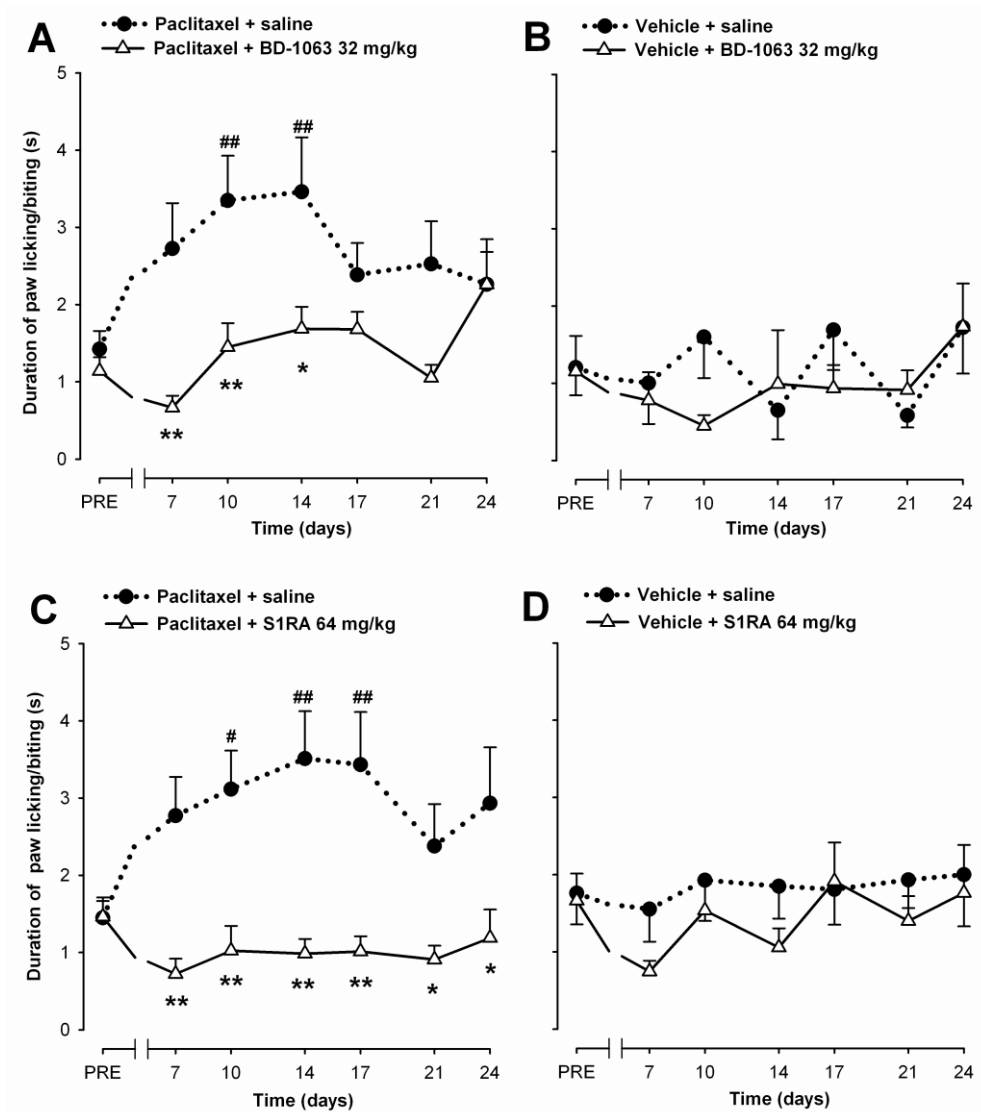 A
Paclitaxel + saline
Paclitaxel + BD-1063 32 mg/kg
Duration of paw licking/biting (s)
5
4
3
2
1
0
##
##
**
**
*
PRE
7
10
14
17
21
24
Time (days)
B
Vehicle + saline
Vehicle + BD-1063 32 mg/kg
PRE
7
10
14
17
21
24
Time (days)
C
Paclitaxel + saline
Paclitaxel + S1RA 64 mg/kg
Duration of paw licking/biting (s)
5
4
3
2
1
0
#
##
##
**
**
**
**
*
*
PRE
7
10
14
17
21
24
Time (days)
D
Vehicle + saline
Vehicle + S1RA 64 mg/kg
PRE
7
10
14
17
21
24
Time (days)